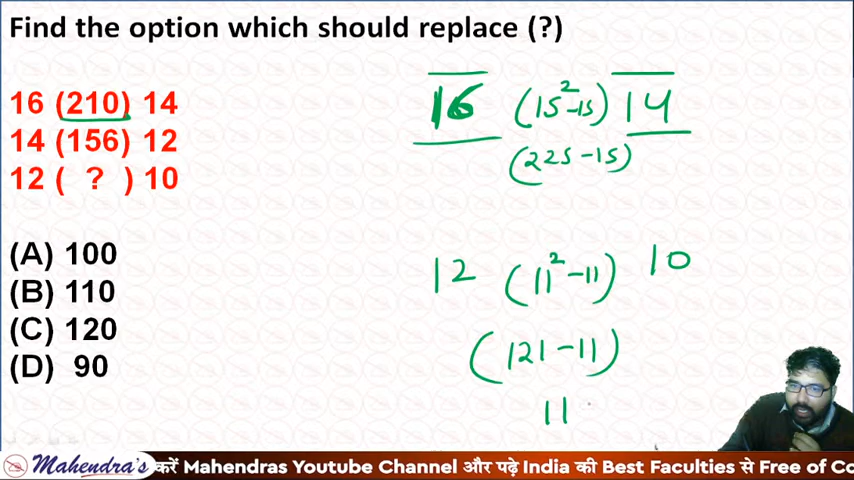 Find the option which should replace (?)
16 (210) 14
14 (156) 12
12 ( ? ) 10
(A) 100
(B) 110
(C) 120
(D) 90
16 (15²-15) 14
(225-15)
12 (11²-11) 10
(121-11)
11
Mahendra's करें Mahendras Youtube Channel और पढ़े India की Best Faculties से Free of Co